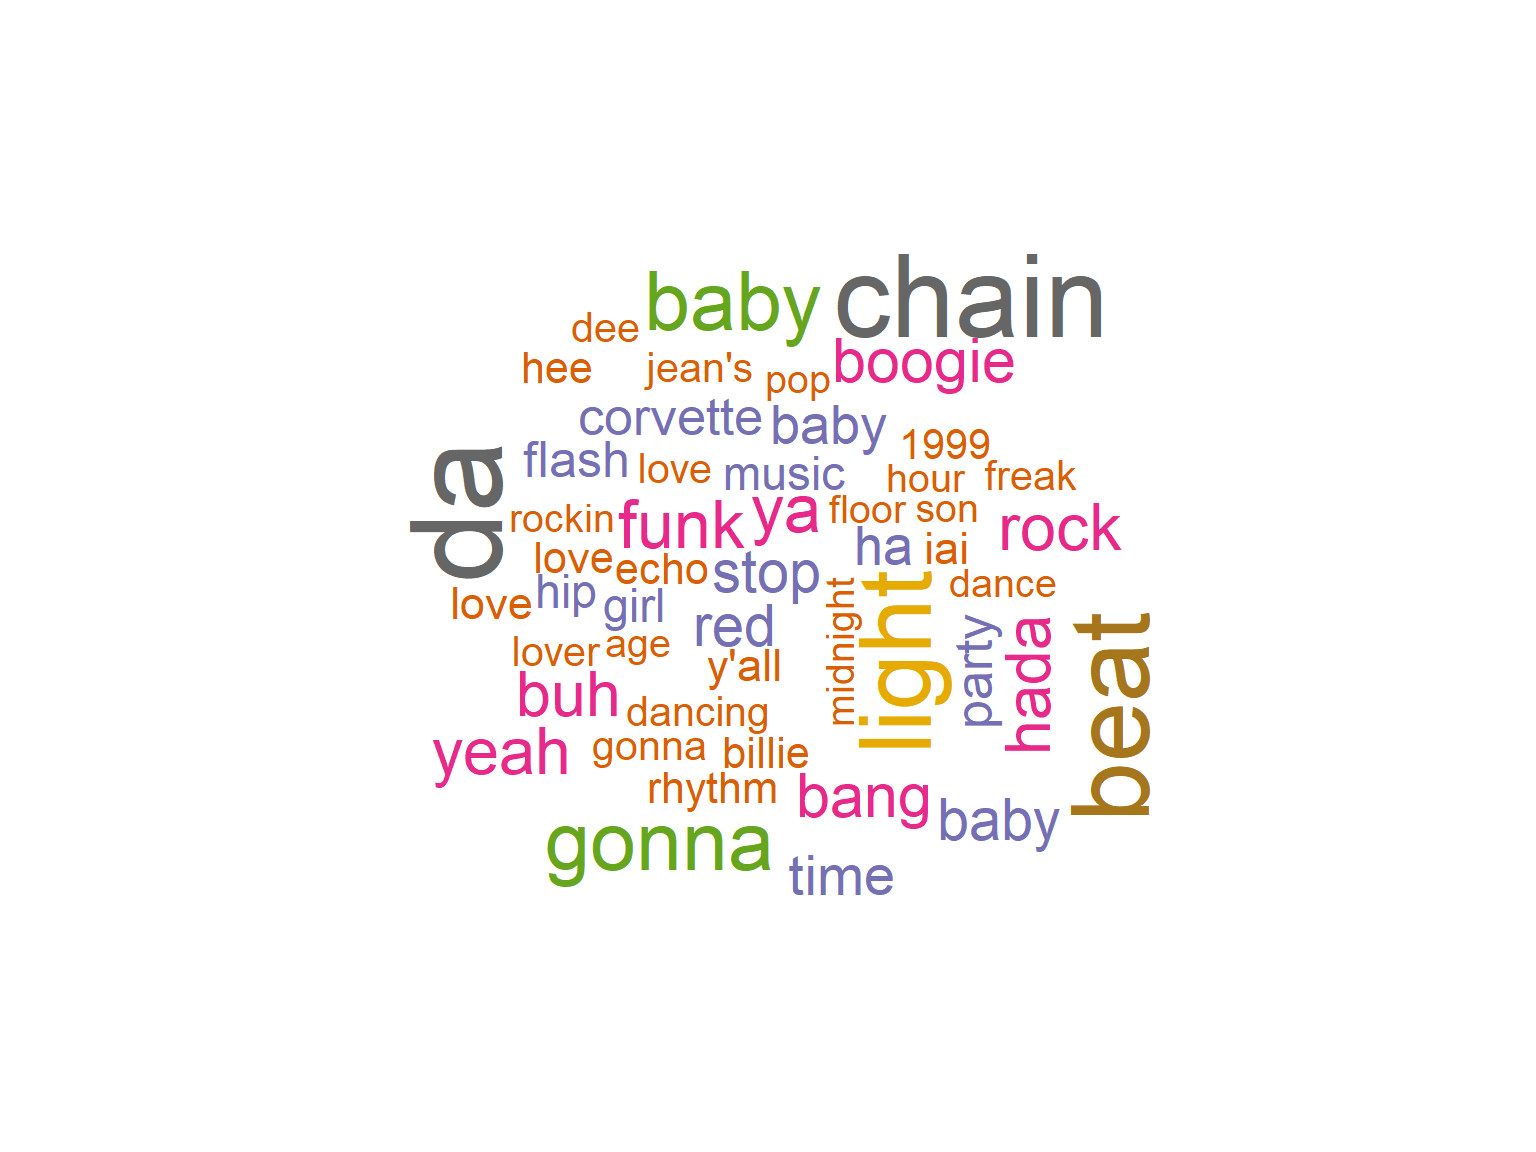 baby
chain
dee
boogie
hee
jean's
pop
corvette
baby
1999
flash
love
music
hour
freak
da
rockin
funk
ya
floor
son
rock
love
echo
stop
ha
iai
love
hip
girl
red
midnight
light
dance
lover
age
y'all
party
hada
beat
buh
dancing
yeah
gonna
billie
rhythm
bang
baby
gonna
time